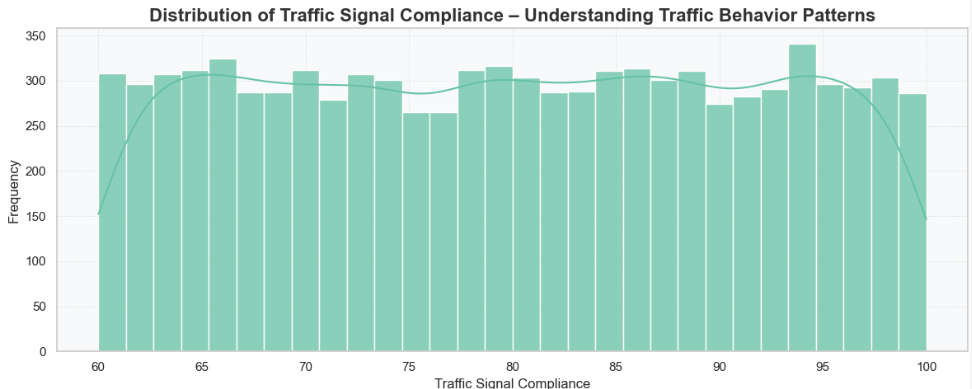 Distribution of Traffic Signal Compliance – Understanding Traffic Behavior Patterns
350
300
250
200
150
100
50
0
Frequency
60 65 70 75 80 85 90 95 100
Traffic Signal Compliance